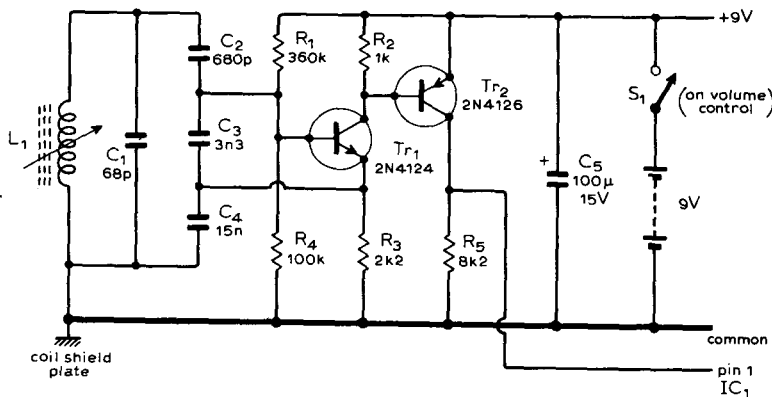 +9V
C2
680p
R1
360k
R2
1k
Tr2
2N4126
S1
(on volume control)
L1
C1
68p
C3
3n3
Tr1
2N4124
+
C5
100μ
15V
9V
C4
15n
R4
100k
R3
2k2
R5
8k2
common
coil shield
plate
pin 1
IC1